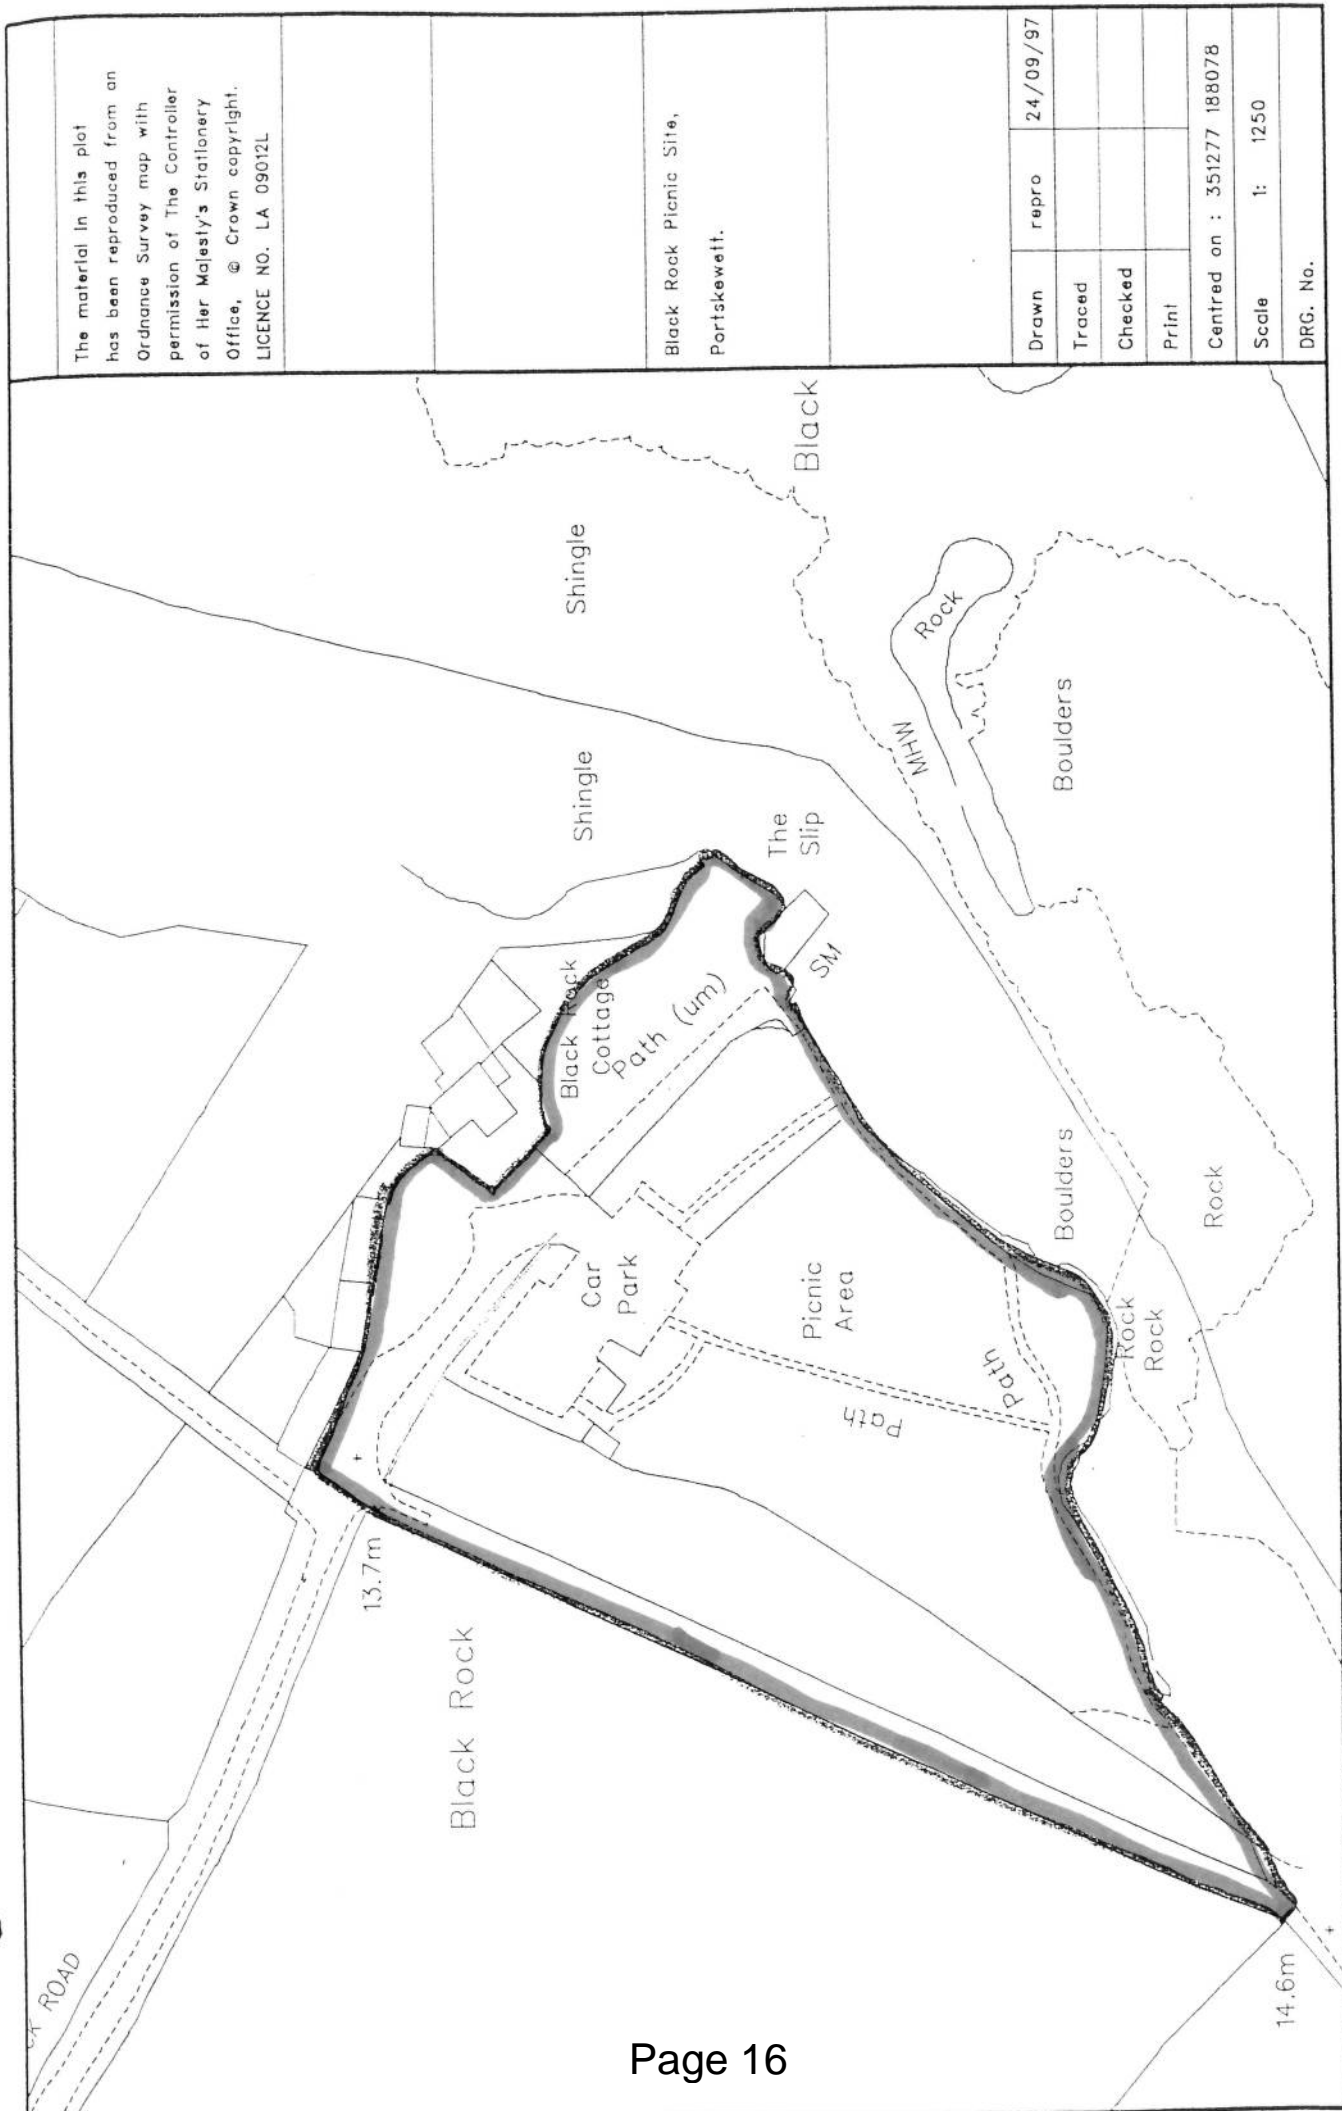 The material in this plot
has been reproduced from an
Ordnance Survey map with
permission of The Controller
of Her Majesty's Stationery
Office, © Crown copyright.
LICENCE NO. LA 09012L
Black Rock Picnic Site,
Portskewett.
Drawn repro 24/09/97
Traced
Checked
Print
Centred on : 351277 188078
Scale 1: 1250
DRG. No.
ROAD
13.7m
Black Rock
14.6m
Car
Park
Picnic
Area
Path
Path
Black Rock
Cottage
Path (um)
Shingle
Shingle
The
Slip
SM
MHW
Rock
Black
Boulders
Boulders
Rock
Rock
Rock
Page 16